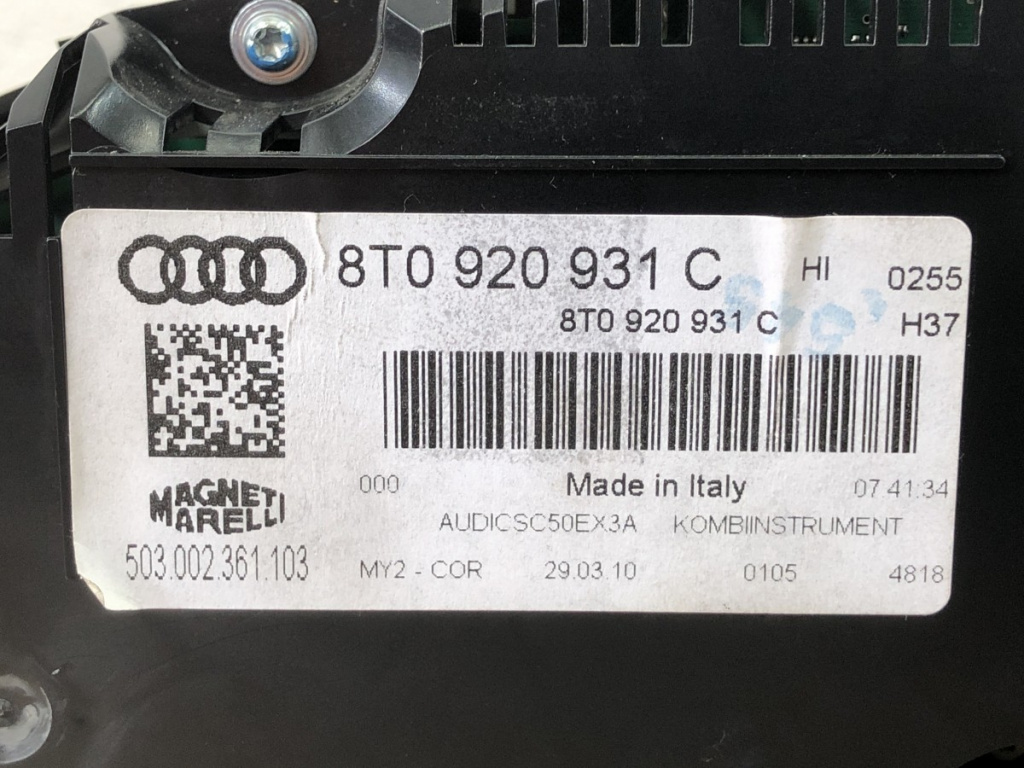 8T0 920 931 C HI 0255
8T0 920 931 C H37
000 Made in Italy 07 41:34
MAGNETI
MARELLI
AUDICSC50EX3A KOMBIINSTRUMENT
503.002.361.103 MY2 - COR 29.03.10 0105 4818